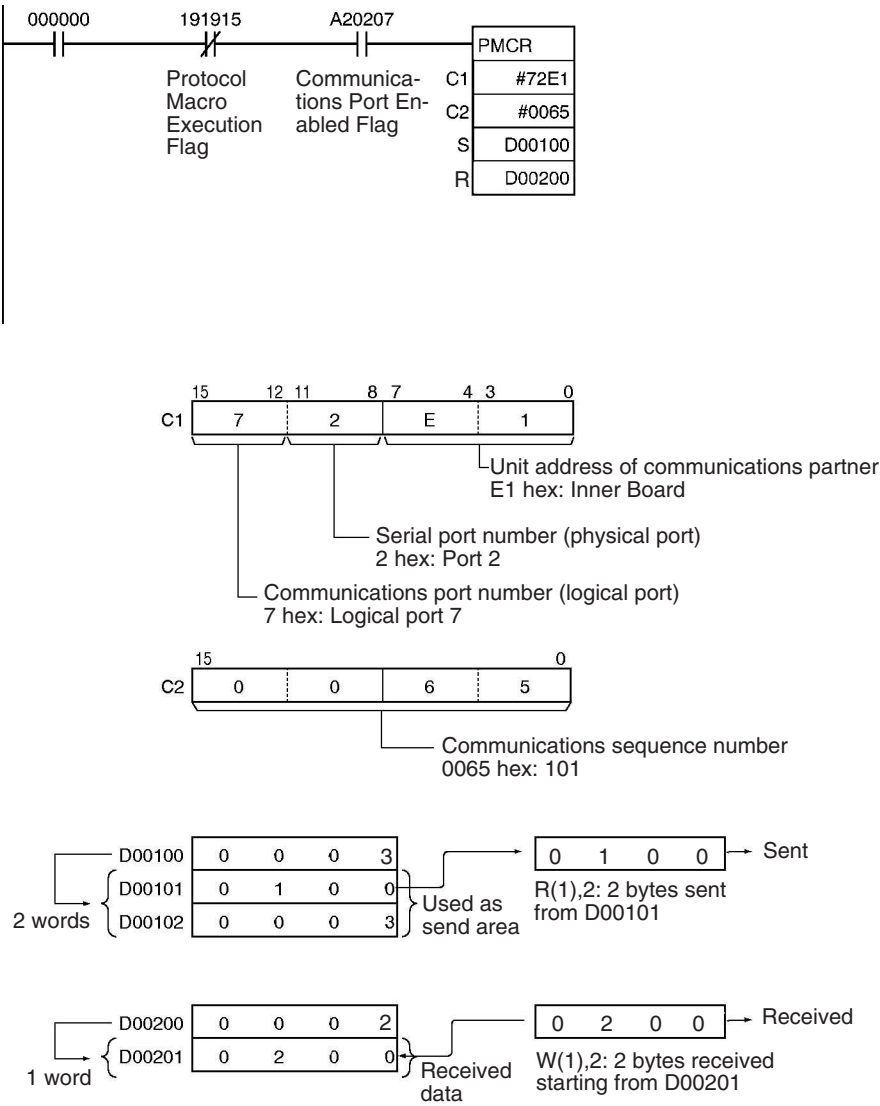 000000 191915 A20207
PMCR
Protocol Macro Execution Flag
Communica-
tions Port En-
abled Flag
C1 #72E1
C2 #0065
S D00100
R D00200
15 12 11 8 7 4 3 0
C1 7 2 E 1
Unit address of communications partner
E1 hex: Inner Board
Serial port number (physical port)
2 hex: Port 2
Communications port number (logical port)
7 hex: Logical port 7
15 0
C2 0 0 6 5
Communications sequence number
0065 hex: 101
D00100 0 0 0 3
D00101 0 1 0 0
D00102 0 0 0 3
2 words
Used as
send area
0 1 0 0 Sent
R(1),2: 2 bytes sent
from D00101
D00200 0 0 0 2
D00201 0 2 0 0
1 word
Received
data
0 2 0 0 Received
W(1),2: 2 bytes received
starting from D00201